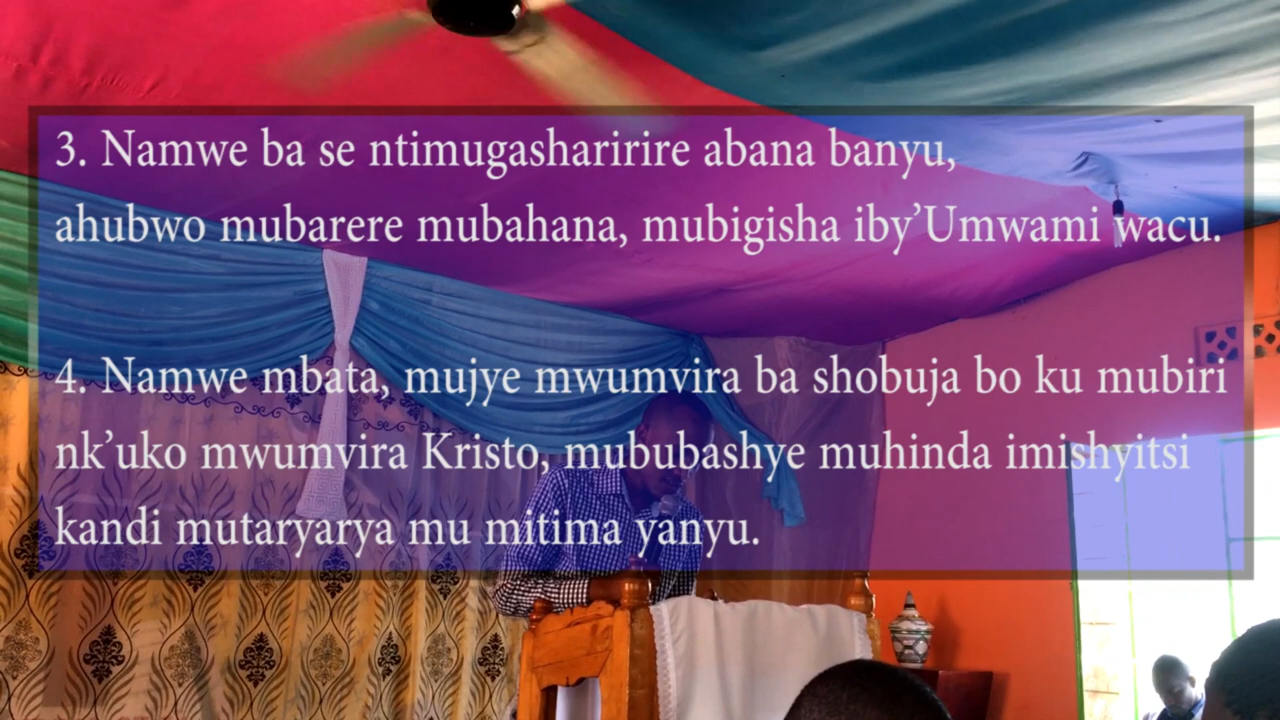 3. Namwe ba se ntimugasharirire abana banyu,
ahubwo mubarere mubahana, mubigisha iby’Umwami wacu.
4. Namwe mbata, mujye mwumvira ba shobuja bo ku mubiri
nk’uko mwumvira Kristo, mububashye muhinda imishyitsi
kandi mutaryarya mu mitima yanyu.